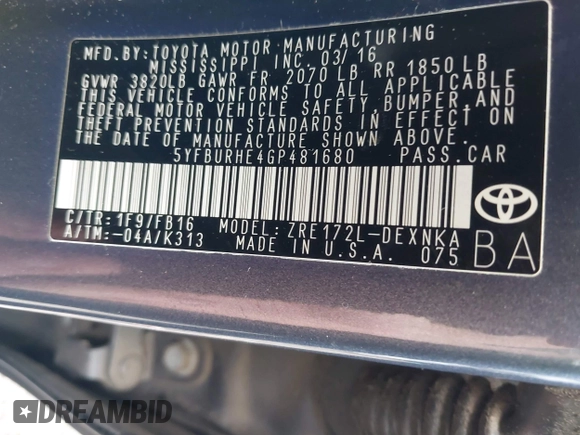 MFD. BY: TOYOTA MOTOR MANUFACTURING
MISSISSIPPI INC. 03/16
GVWR 3820LB GAWR FR. 2070 LB RR 1850 LB
THIS VEHICLE CONFORMS TO ALL APPLICABLE
FEDERAL MOTOR VEHICLE SAFETY, BUMPER, AND
THEFT PREVENTION STANDARDS IN EFFECT ON
THE DATE OF MANUFACTURE SHOWN ABOVE.
5YFBURHE4GP481680 PASS. CAR
C/TR: 1F9/FB16 MODEL: ZRE172L-DEXNKA
A/TM: -04A/K313 MADE IN U.S.A. 075
BA
DREAMBID